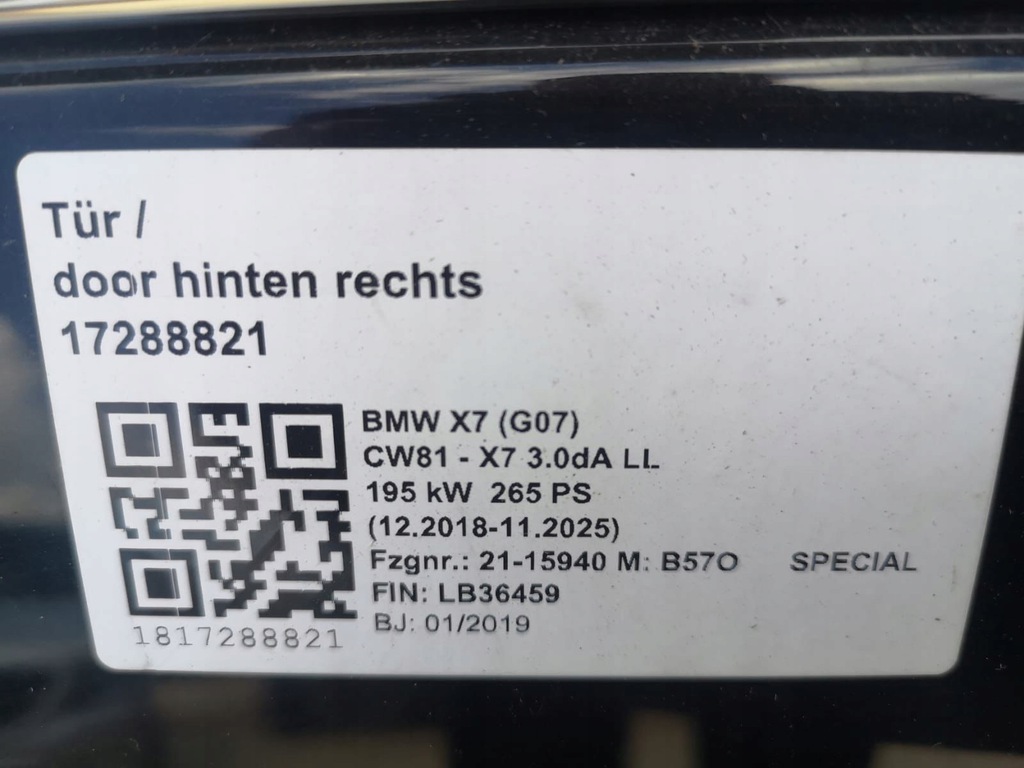 Tür /
door hinten rechts
17288821
BMW X7 (G07)
CW81 - X7 3.0dA LL
195 kW 265 PS
(12.2018-11.2025)
Fzgnr.: 21-15940 M: B57O SPECIAL
FIN: LB36459
BJ: 01/2019
1817288821